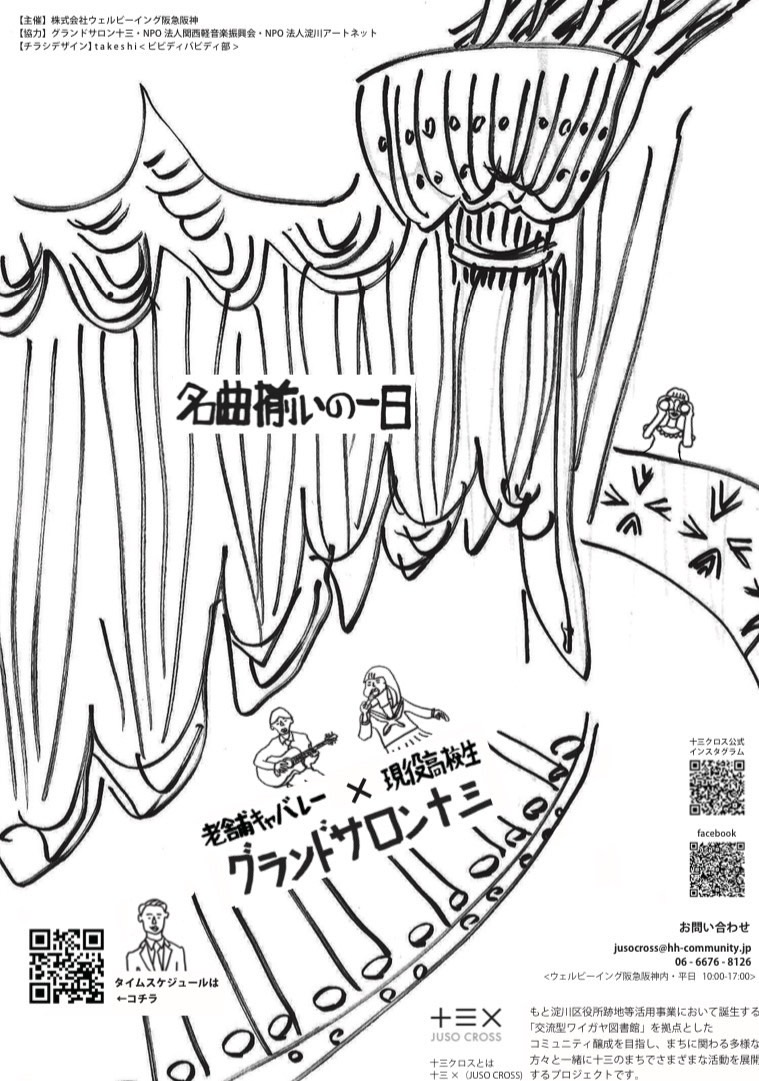 【主催】株式会社ウェルビーイング阪急阪神
【協力】グランドサロン十三・NPO法人関西軽音楽振興会・NPO法人淀川アートネット
【チラシデザイン】takeshi<ビビディバビディ部>
名曲揃いの一日
老舗キャバレー × 現役高校生
グランドサロン十三
十三クロス公式
インスタグラム
facebook
お問い合わせ
jusocross@hh-community.jp
06-6676-8126
<ウェルビーイング阪急阪神内・平日 10:00-17:00>
タイムスケジュールは
←コチラ
十三×
JUSO CROSS
十三クロスとは
十三×（JUSO CROSS）
もと淀川区役所跡地等活用事業において誕生する
「交流型ワイガヤ図書館」を拠点とした
コミュニティ醸成を目指し、まちに関わる多様な
方々と一緒に十三のまちでさまざまな活動を展開
するプロジェクトです。